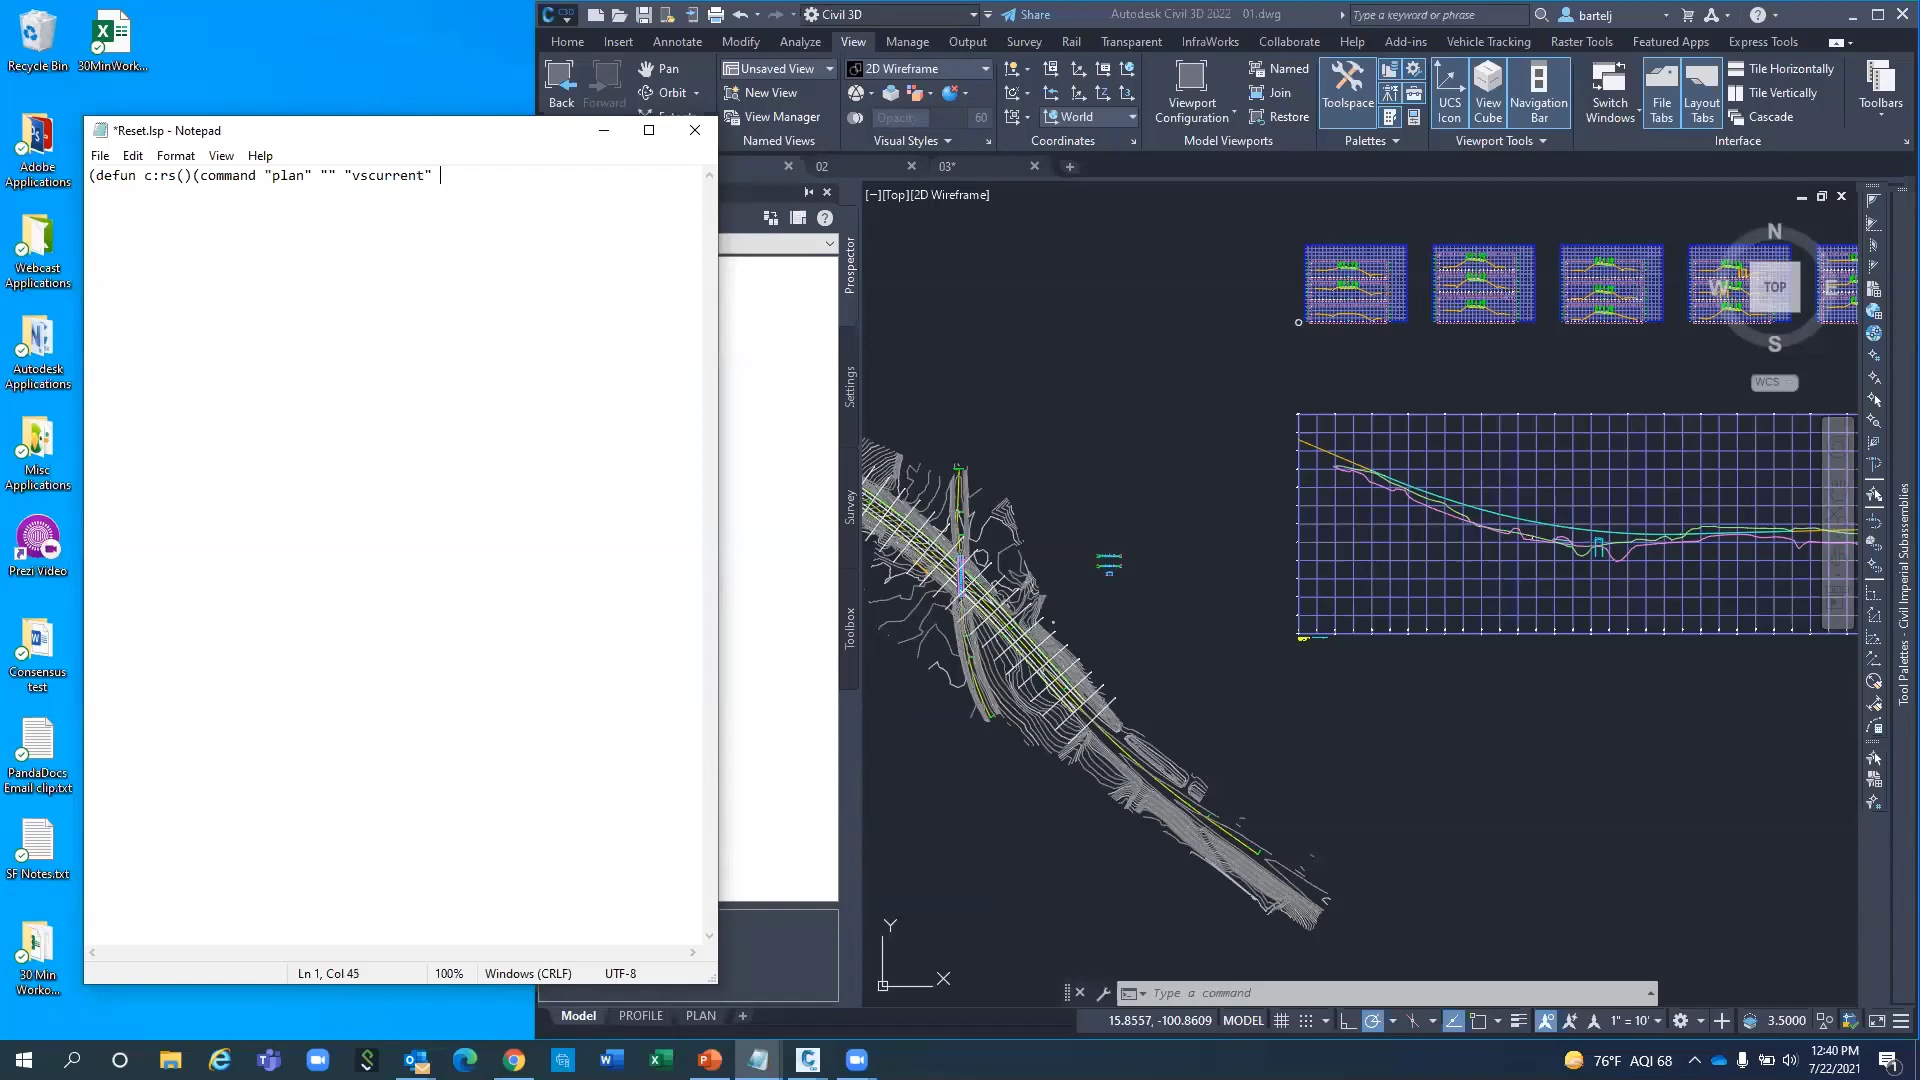 Recycle Bin
30MinWork...
Adobe Applications
Webcast Applications
Autodesk Applications
Misc Applications
Prezi Video
Consensus test
PandaDocs Email clip.txt
SF Notes.txt
30 Min Worko...
*Reset.lsp - Notepad
File Edit Format View Help
(defun c:rs()(command "plan" "" "vscurrent"
Ln 1, Col 45 100% Windows (CRLF) UTF-8
Civil 3D
Share
Autodesk Civil 3D 2022 01.dwg
Type a keyword or phrase
bartelj
Home Insert Annotate Modify Analyze View Manage Output Survey Rail Transparent InfraWorks Collaborate Help Add-ins Vehicle Tracking Raster Tools Featured Apps Express Tools
Back Forward
Pan
Orbit
Unsaved View
New View
View Manager
Named Views
2D Wireframe
Opacity 60
Visual Styles
World
Coordinates
Viewport Configuration
Named
Join
Restore
Model Viewports
Toolspace
Palettes
UCS Icon
View Cube
Navigation Bar
Viewport Tools
Switch Windows
File Tabs
Layout Tabs
Tile Horizontally
Tile Vertically
Cascade
Interface
Toolbars
02
03*
[−][Top][2D Wireframe]
Prospector
Settings
Survey
Toolbox
N
W TOP E
S
WCS
Tool Palettes - Civil Imperial Subassemblies
Y
X
Type a command
Model PROFILE PLAN
15.8557, -100.8609 MODEL 1" = 10' 3.5000
76°F AQI 68
12:40 PM
7/22/2021
1